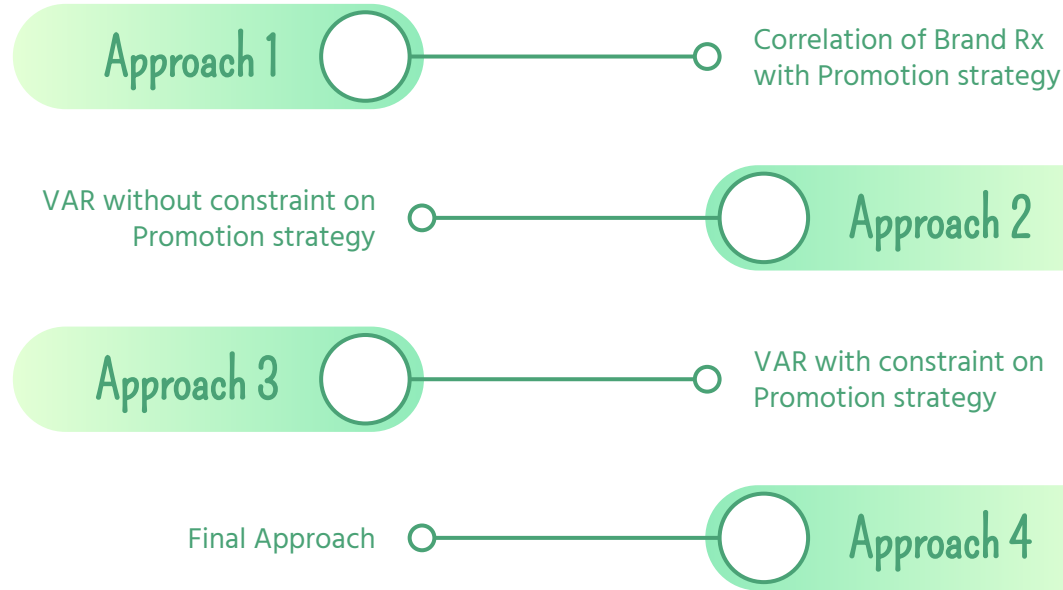 Approach 1
Correlation of Brand Rx
with Promotion strategy
VAR without constraint on
Promotion strategy
Approach 2
Approach 3
VAR with constraint on
Promotion strategy
Final Approach
Approach 4